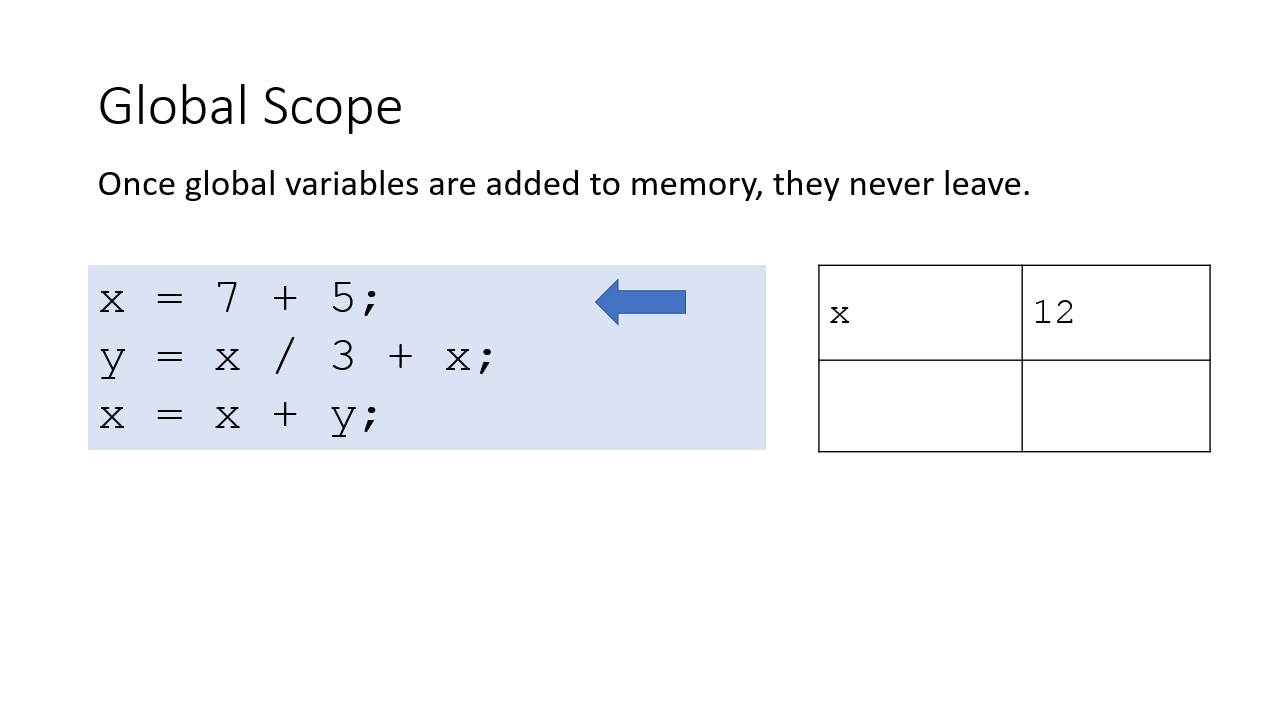 Global Scope
Once global variables are added to memory, they never leave.
x = 7 + 5;
y = x / 3 + x;
x = x + y;
x 12